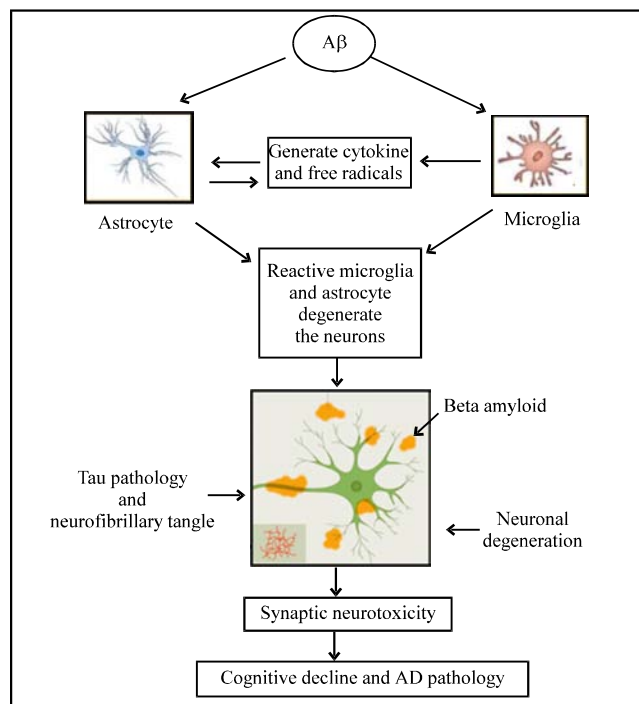 Aβ
Generate cytokine
and free radicals
Astrocyte
Microglia
Reactive microglia
and astrocyte
degenerate
the neurons
Beta amyloid
Tau pathology
and
neurofibrillary tangle
Neuronal
degeneration
Synaptic neurotoxicity
Cognitive decline and AD pathology